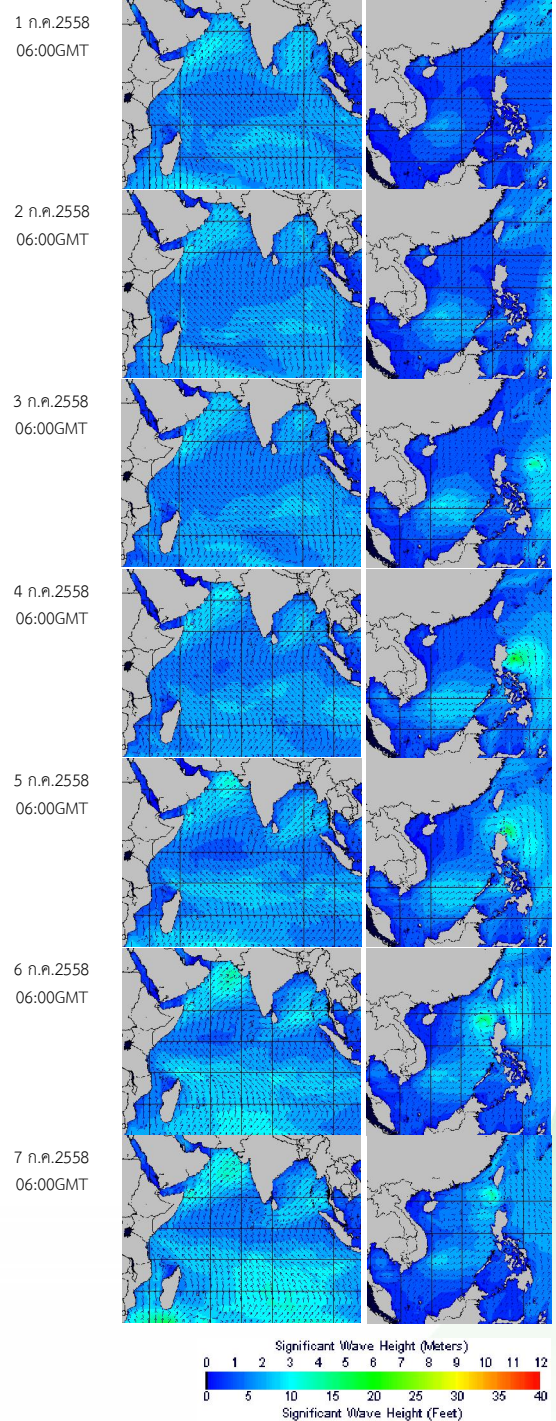 1 ก.ค.2558
06:00GMT
2 ก.ค.2558
06:00GMT
3 ก.ค.2558
06:00GMT
4 ก.ค.2558
06:00GMT
5 ก.ค.2558
06:00GMT
6 ก.ค.2558
06:00GMT
7 ก.ค.2558
06:00GMT
Significant Wave Height (Meters)
0 1 2 3 4 5 6 7 8 9 10 11 12
0 5 10 15 20 25 30 35 40
Significant Wave Height (Feet)